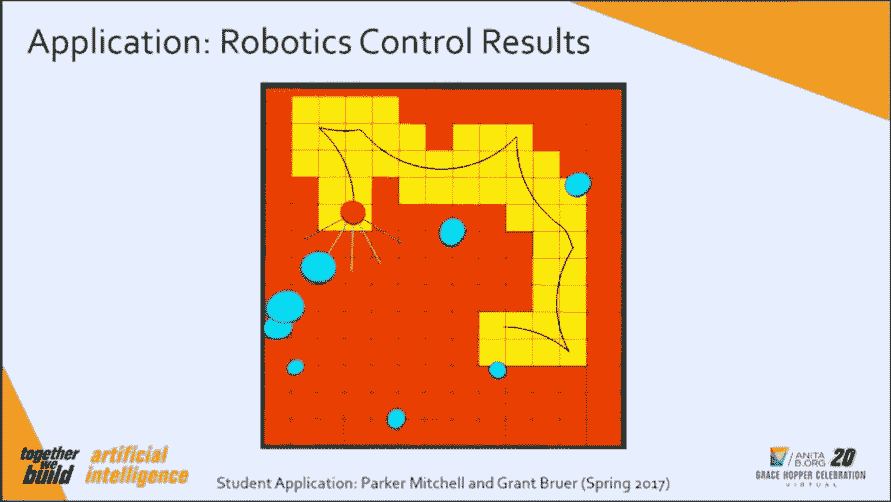 Application: Robotics Control Results
together
we
build
artificial
intelligence
Student Application: Parker Mitchell and Grant Bruer (Spring 2017)
ANITA
B.ORG
20
GRACE HOPPER CELEBRATION
VIRTUAL